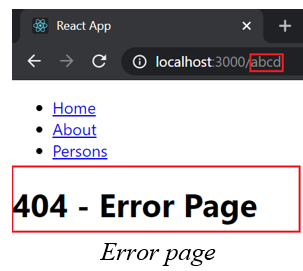 React App
localhost:3000/abcd
Home
About
Persons
404 - Error Page
Error page